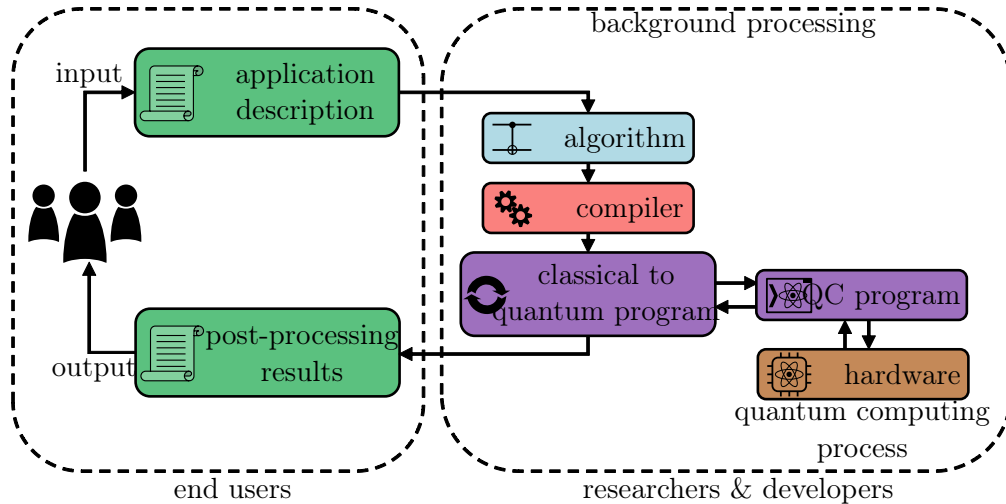 background processing
input
application
description
algorithm
compiler
classical to
quantum program
QC program
post-processing
results
output
hardware
quantum computing
process
end users
researchers & developers